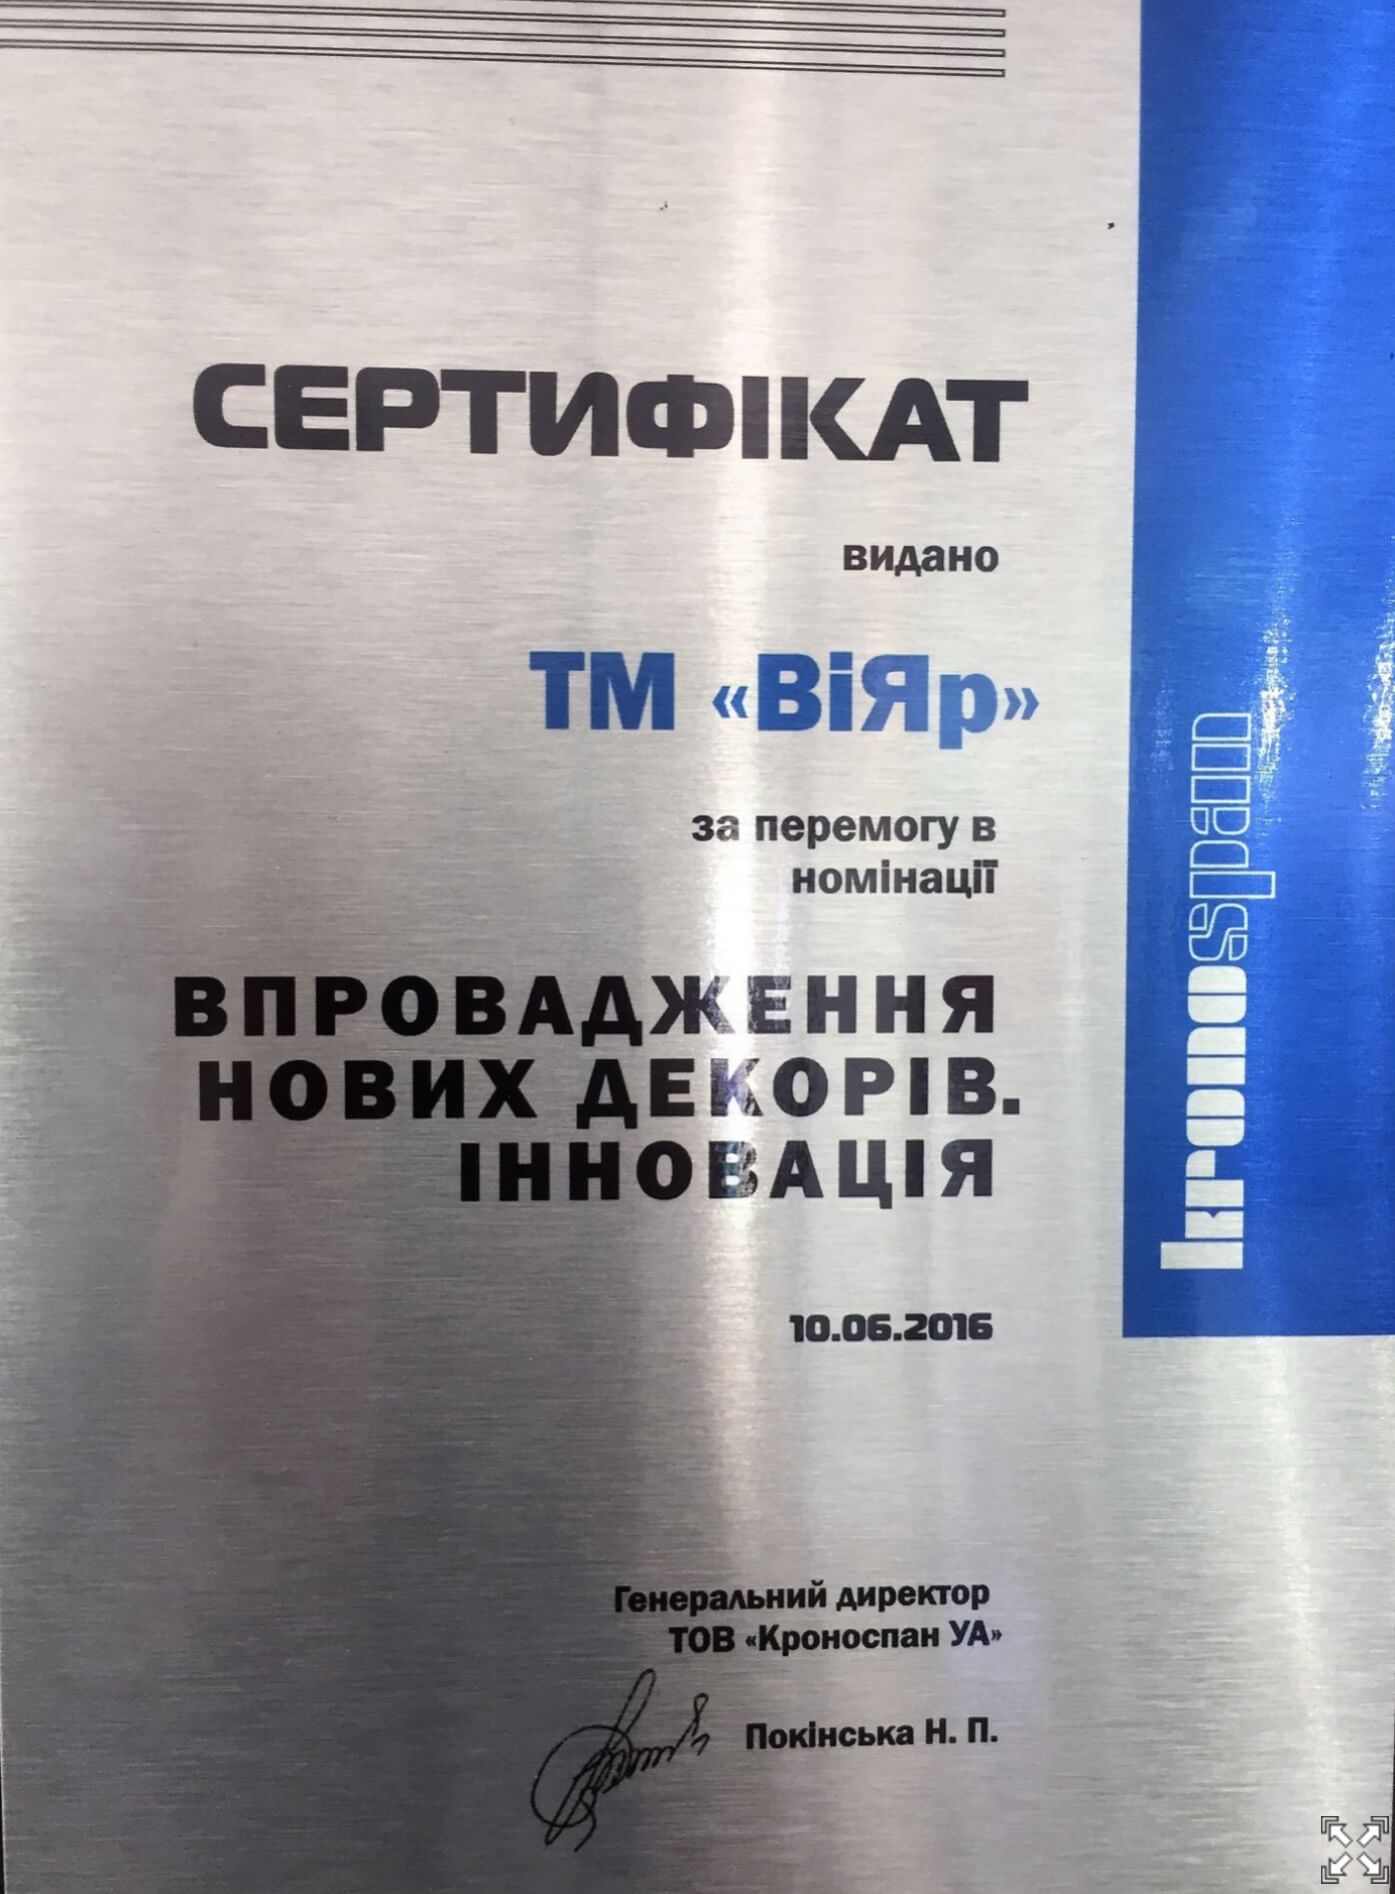 СЕРТИФІКАТ
видано
ТМ «ВіЯр»
за перемогу в
номінації
ВПРОВАДЖЕННЯ
НОВИХ ДЕКОРІВ.
ІННОВАЦІЯ
10.06.2016
Генеральний директор
ТОВ «Кроноспан УА»
Покінська Н. П.
kronospan